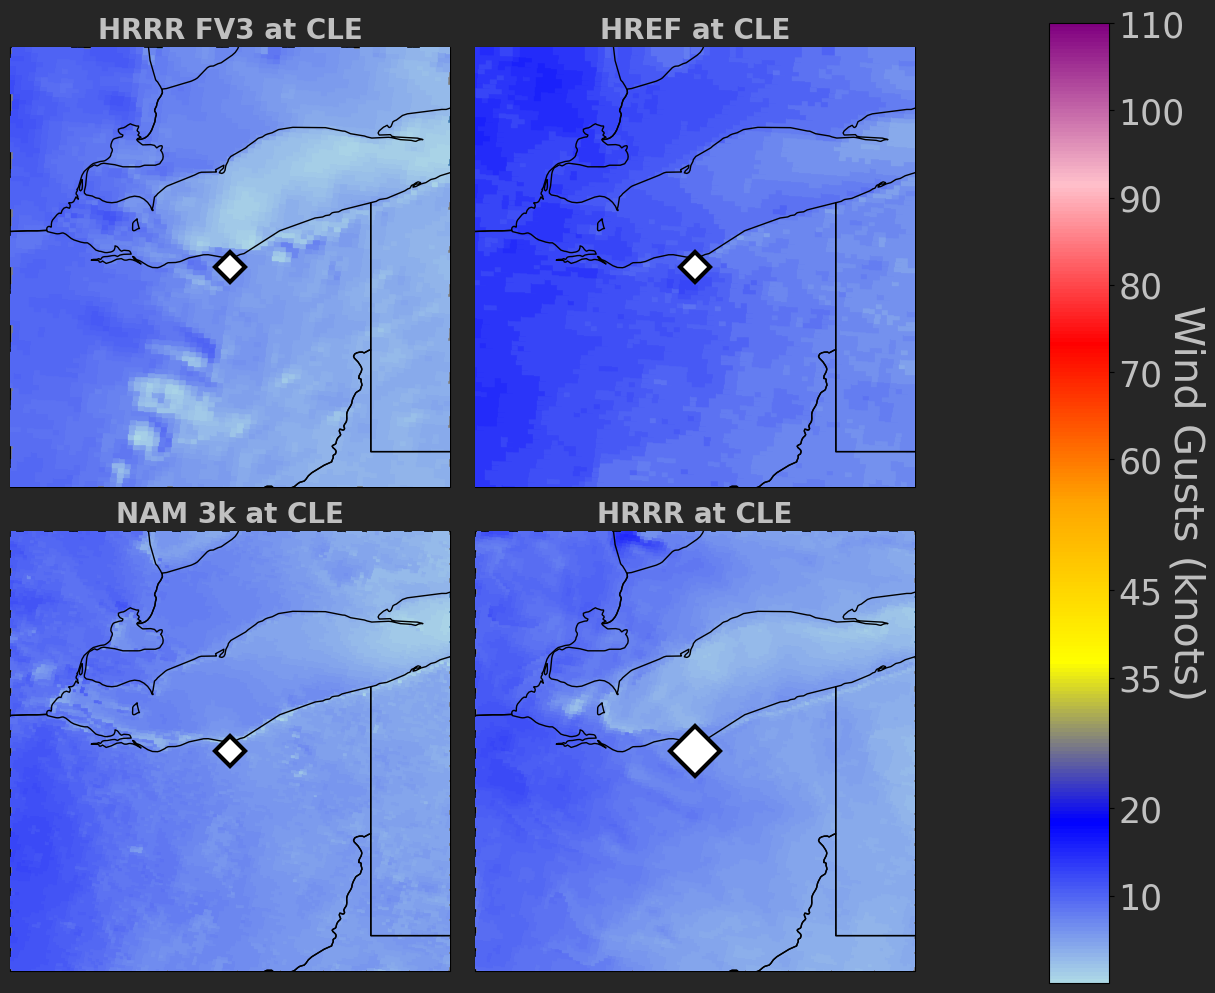 HRRR FV3 at CLE
HREF at CLE
NAM 3k at CLE
HRRR at CLE
110
100
90
80
70
60
45
35
20
10
Wind Gusts (knots)